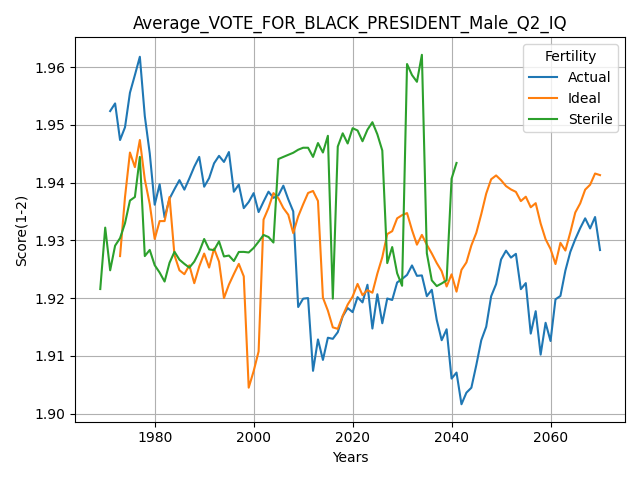 Average_VOTE_FOR_BLACK_PRESIDENT_Male_Q2_IQ
Fertility
Actual
Ideal
Sterile
Score(1-2)
1.96
1.95
1.94
1.93
1.92
1.91
1.90
1980
2000
2020
2040
2060
Years